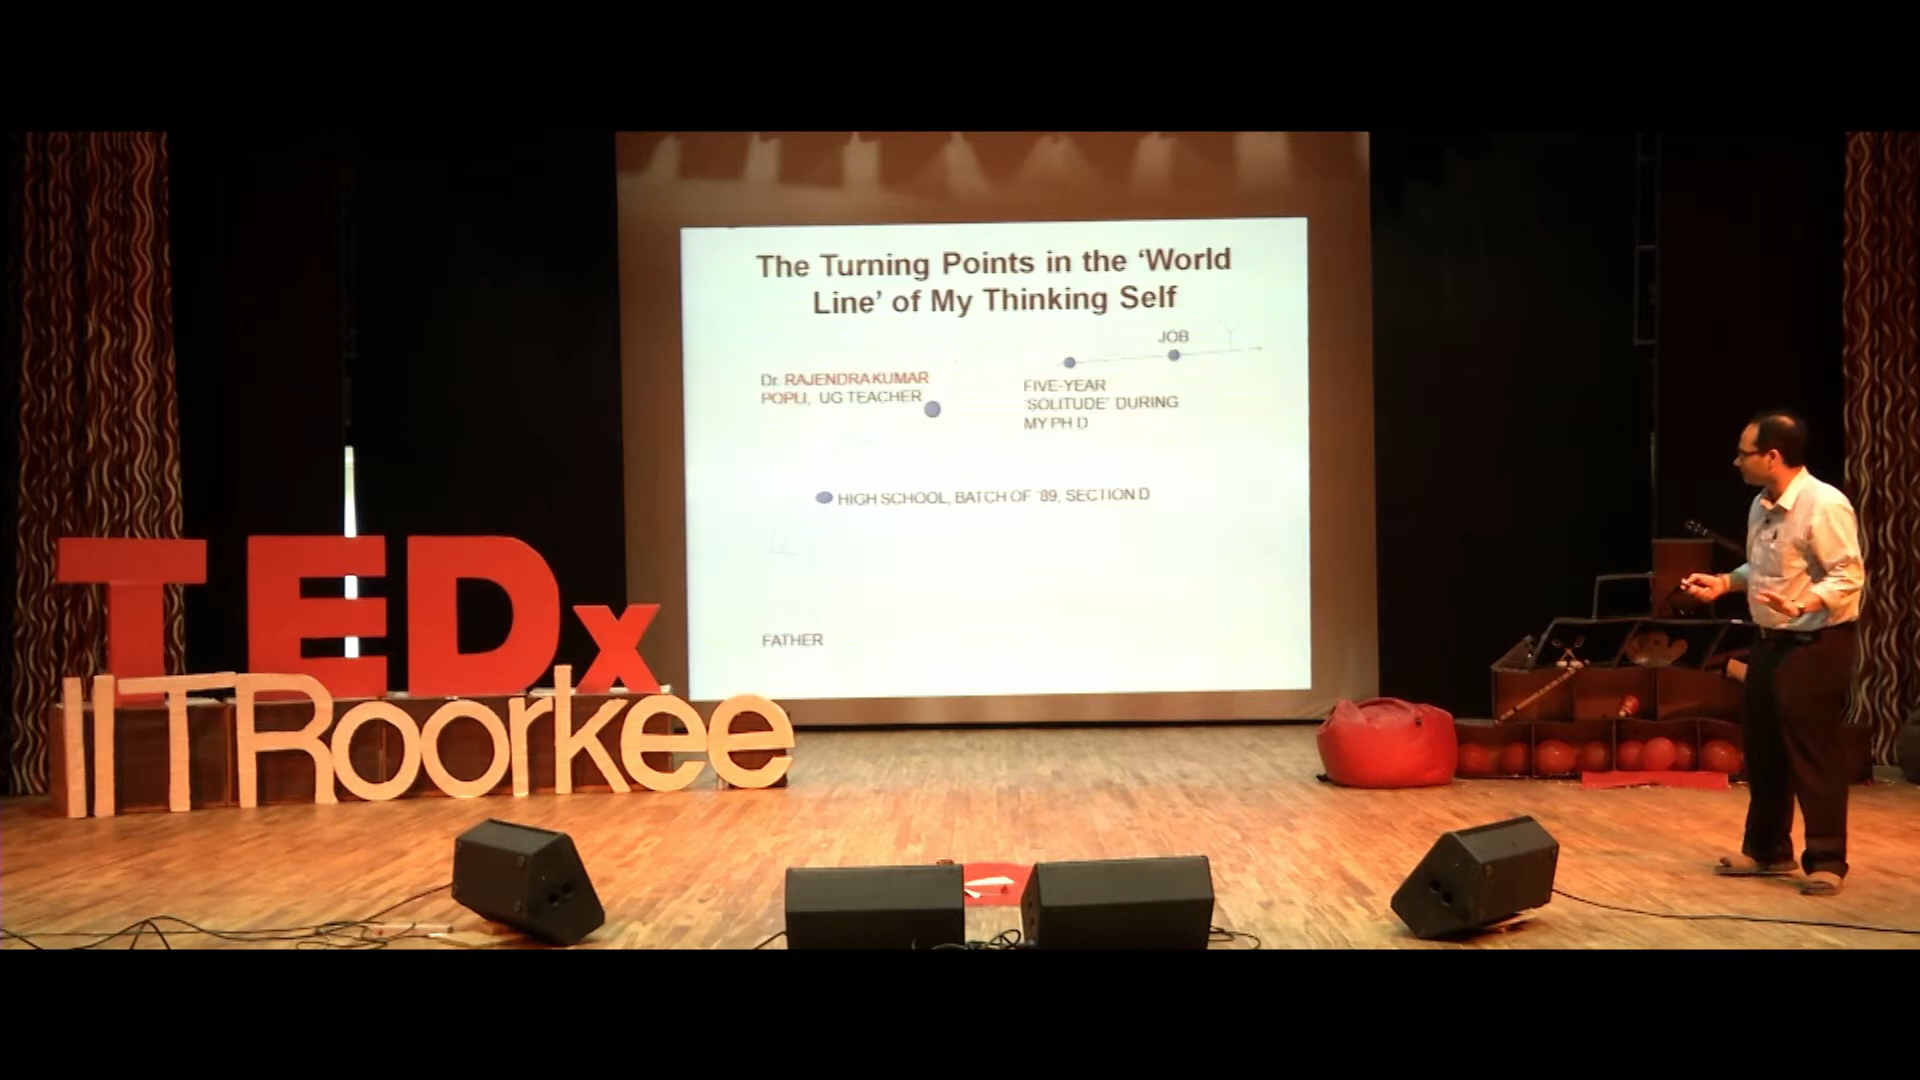 The Turning Points in the ‘World
Line’ of My Thinking Self
JOB
Dr. RAJENDRA KUMAR
POPLI, UG TEACHER
FIVE-YEAR
‘SOLITUDE’ DURING
MY PH.D
HIGH SCHOOL, BATCH OF ’89, SECTION D
FATHER
TEDx
IITRoorkee